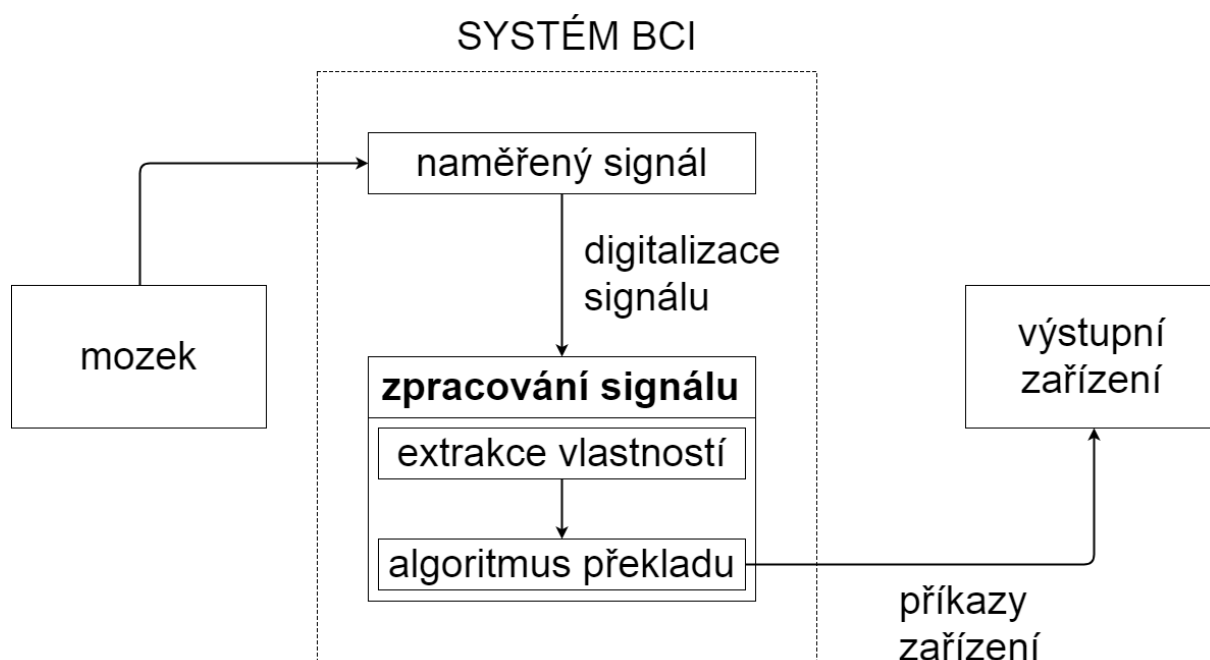 SYSTÉM BCI
naměřený signál
digitalizace
signálu
mozek
výstupní
zařízení
zpracování signálu
extrakce vlastností
algoritmus překladu
příkazy
zařízení